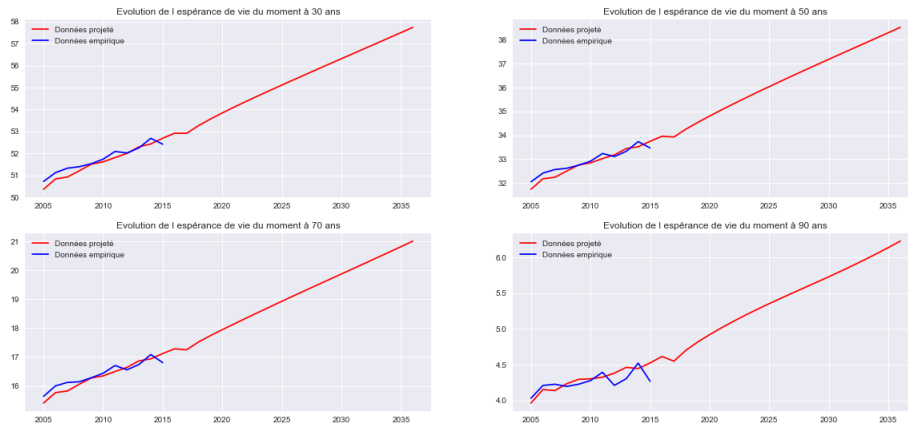 Evolution de l espérance de vie du moment à 30 ans
58
57
56
55
54
53
52
51
50
Données projeté
Données empirique
2005 2010 2015 2020 2025 2030 2035
Evolution de l espérance de vie du moment à 50 ans
38
37
36
35
34
33
32
Données projeté
Données empirique
2005 2010 2015 2020 2025 2030 2035
Evolution de l espérance de vie du moment à 70 ans
21
20
19
18
17
16
Données projeté
Données empirique
2005 2010 2015 2020 2025 2030 2035
Evolution de l espérance de vie du moment à 90 ans
6.0
5.5
5.0
4.5
4.0
Données projeté
Données empirique
2005 2010 2015 2020 2025 2030 2035